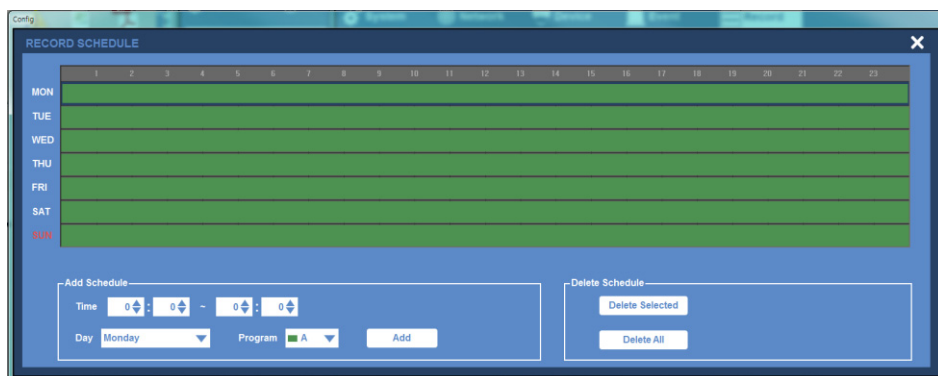 Config
System Network Device Event Record
RECORD SCHEDULE
1 2 3 4 5 6 7 8 9 10 11 12 13 14 15 16 17 18 19 20 21 22 23
MON
TUE
WED
THU
FRI
SAT
SUN
Add Schedule
Time 0 : 0 ~ 0 : 0
Day Monday Program A Add
Delete Schedule
Delete Selected
Delete All